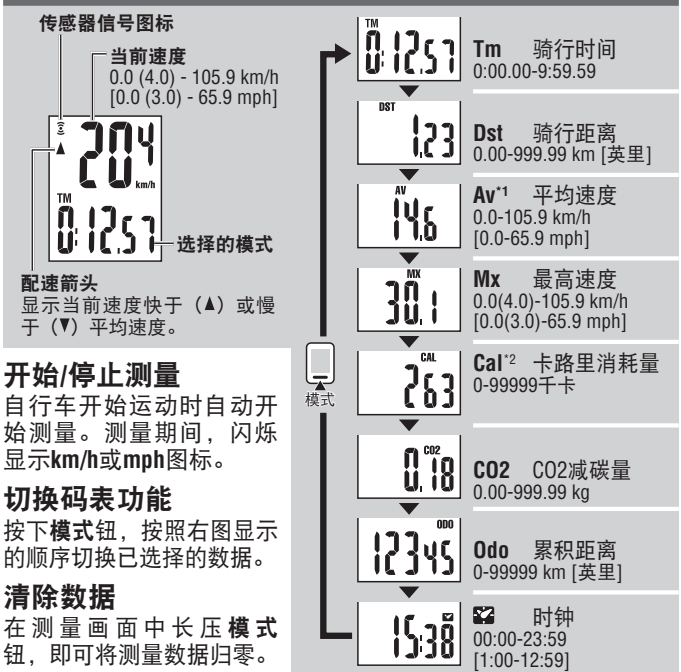 传感器信号图标
当前速度
0.0 (4.0) - 105.9 km/h
[0.0 (3.0) - 65.9 mph]
▲
20.4
km/h
TM
0:12.57
选择的模式
配速箭头
显示当前速度快于（▲）或慢
于（▼）平均速度。
开始/停止测量
自行车开始运动时自动开
始测量。测量期间，闪烁
显示km/h或mph图标。
切换码表功能
按下模式钮，按照右图显示
的顺序切换已选择的数据。
清除数据
在测量画面中长压模式
钮，即可将测量数据归零。
模式
TM
0:12.57
Tm 骑行时间
0:00.00-9:59.59
DST
1.23
Dst 骑行距离
0.00-999.99 km [英里]
AV
14.6
Av*1 平均速度
0.0-105.9 km/h
[0.0-65.9 mph]
MX
30.1
Mx 最高速度
0.0(4.0)-105.9 km/h
[0.0(3.0)-65.9 mph]
CAL
263
Cal*2 卡路里消耗量
0-99999千卡
CO2
0.18
CO2 CO2减碳量
0.00-999.99 kg
ODO
12345
Odo 累积距离
0-99999 km [英里]
15:38
时钟
00:00-23:59
[1:00-12:59]